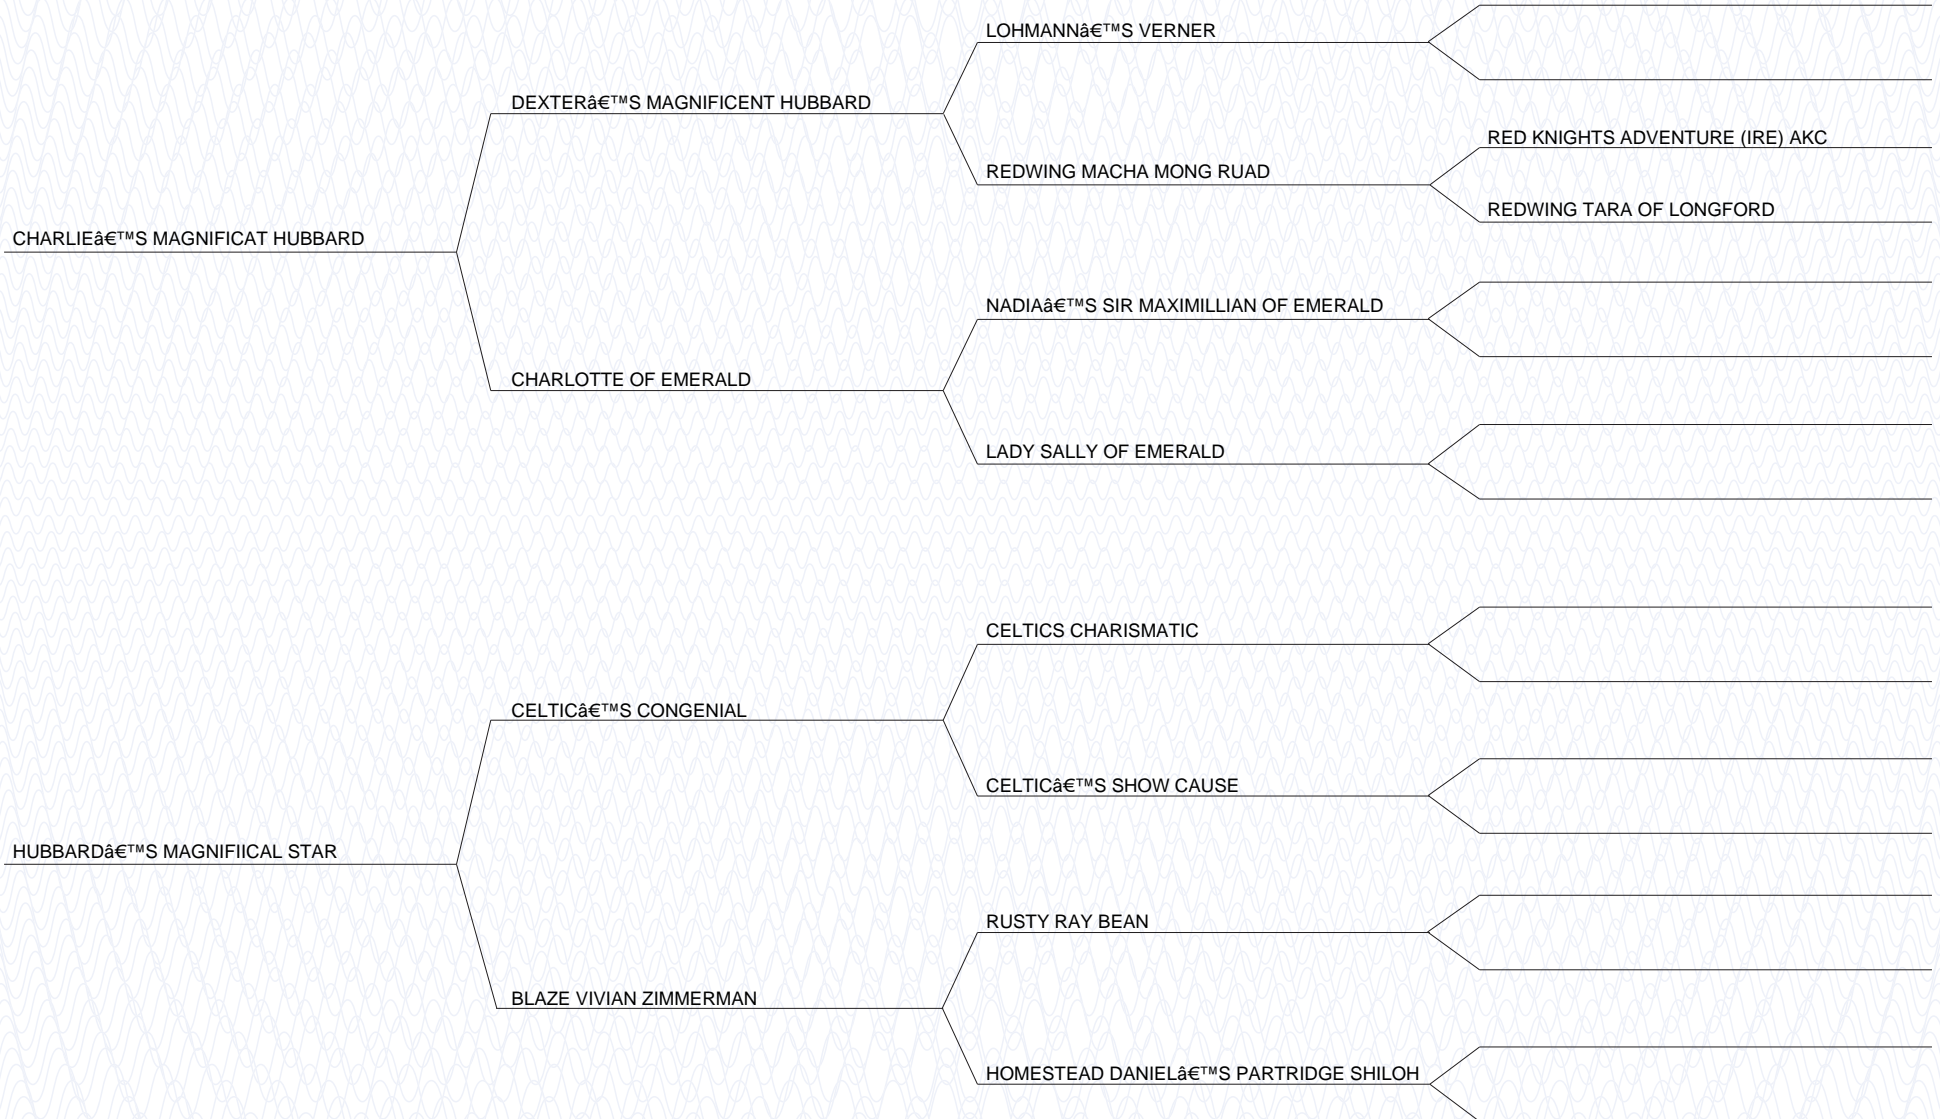 LOHMANNâ€™S VERNER
DEXTERâ€™S MAGNIFICENT HUBBARD
RED KNIGHTS ADVENTURE (IRE) AKC
REDWING MACHA MONG RUAD
REDWING TARA OF LONGFORD
CHARLIEâ€™S MAGNIFICAT HUBBARD
NADIAâ€™S SIR MAXIMILLIAN OF EMERALD
CHARLOTTE OF EMERALD
LADY SALLY OF EMERALD
CELTICS CHARISMATIC
CELTICâ€™S CONGENIAL
CELTICâ€™S SHOW CAUSE
HUBBARDâ€™S MAGNIFIICAL STAR
RUSTY RAY BEAN
BLAZE VIVIAN ZIMMERMAN
HOMESTEAD DANIELâ€™S PARTRIDGE SHILOH